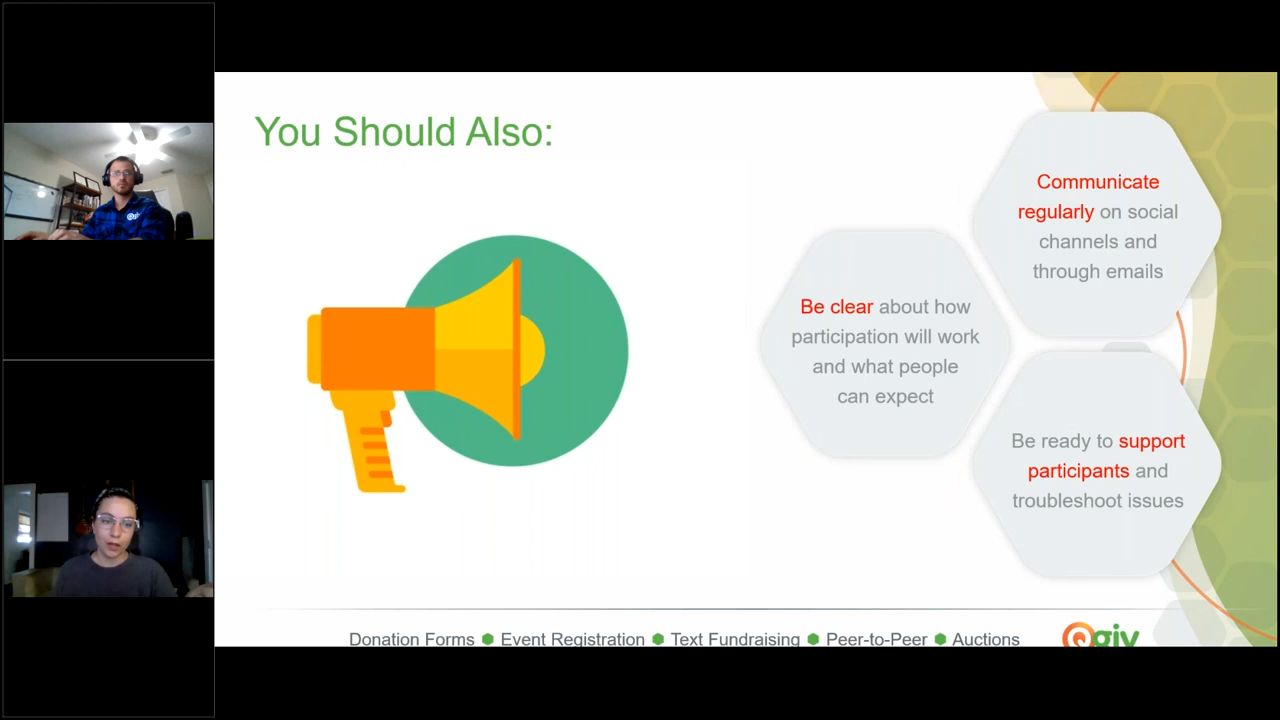 You Should Also:
Communicate
regularly on social
channels and
through emails
Be clear about how
participation will work
and what people
can expect
Be ready to support
participants and
troubleshoot issues
Donation Forms Event Registration Text Fundraising Peer-to-Peer Auctions
Qgiv